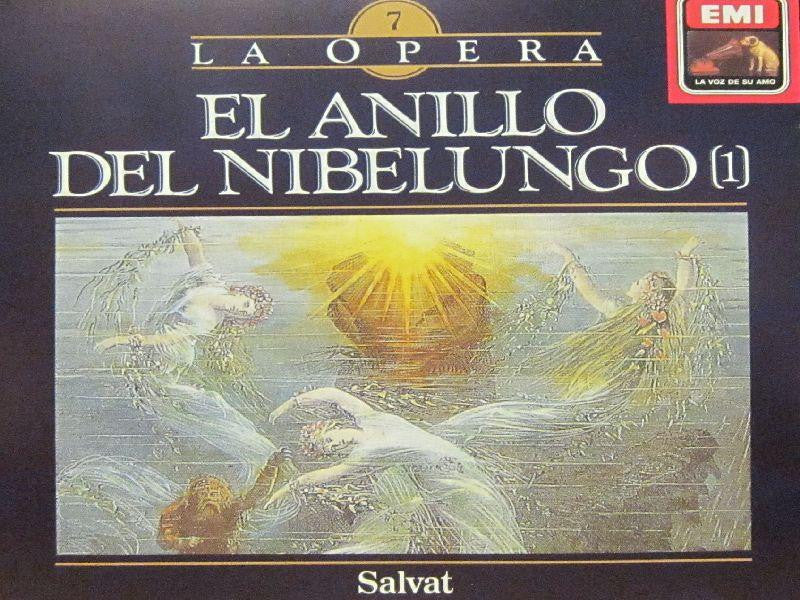 7
LA OPERA
EMI
LA VOZ DE SU AMO
EL ANILLO
DEL NIBELUNGO (1)
Salvat